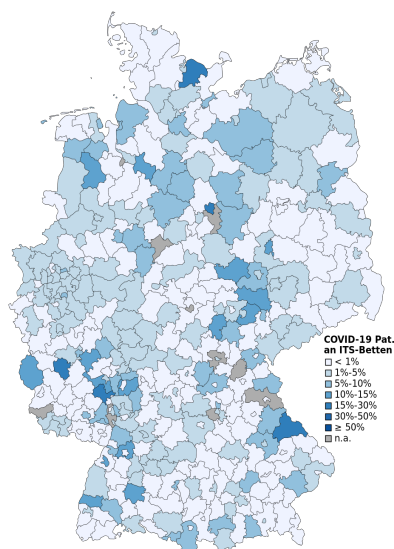 COVID-19 Pat.
an ITS-Betten
< 1%
1%-5%
5%-10%
10%-15%
15%-30%
30%-50%
≥ 50%
n.a.